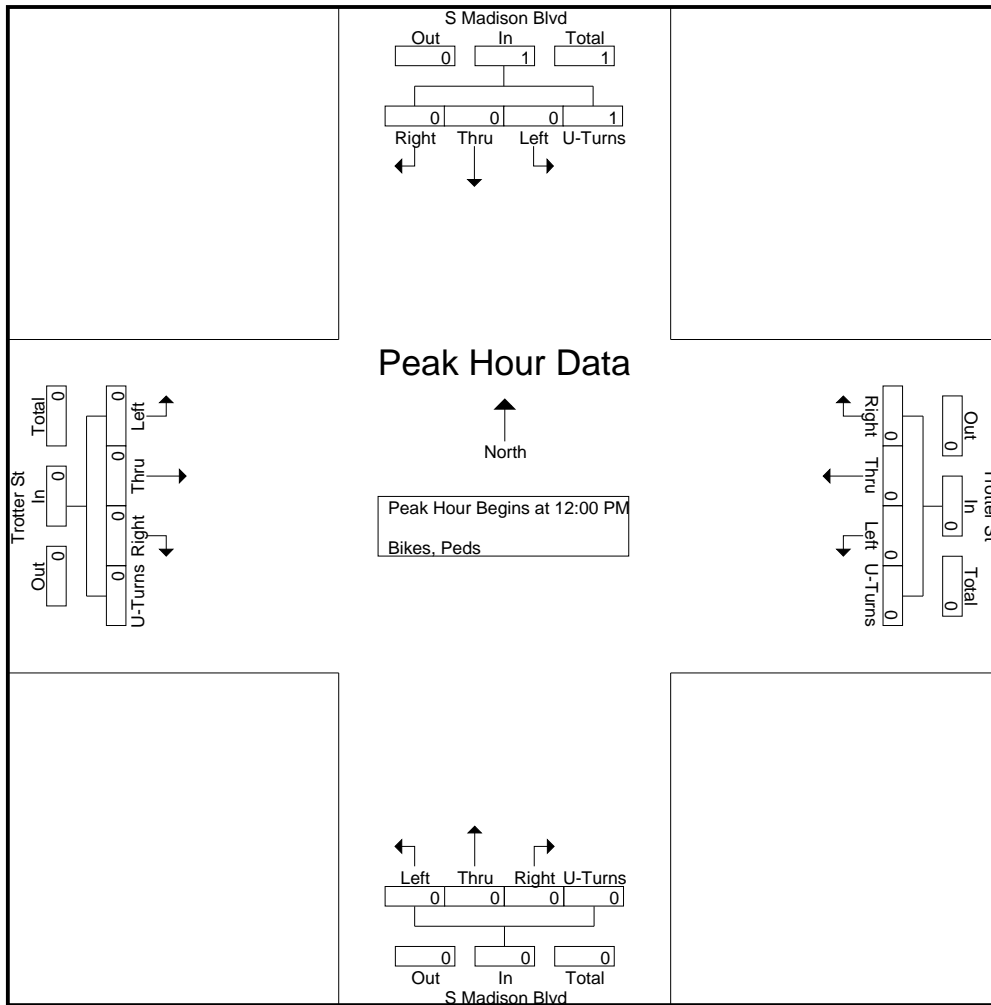 S Madison Blvd
Out In Total
0 1 1
0 0 0 1
Right Thru Left U-Turns
Peak Hour Data
North
Peak Hour Begins at 12:00 PM
Bikes, Peds
Trotter St
Total In Out
0 0 0
0 0 0 0
Left Thru Right U-Turns
Right Thru Left U-Turns
0 0 0 0
0 0 0
Out In Total
Trotter St
Left Thru Right U-Turns
0 0 0 0
0 0 0
Out In Total
S Madison Blvd